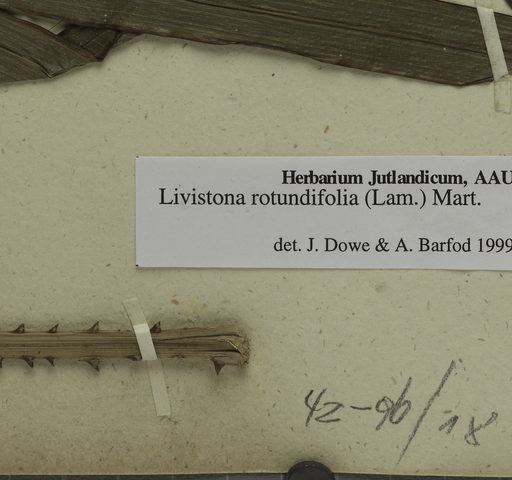 Herbarium Jutlandicum, AAU
Livistona rotundifolia (Lam.) Mart.
det. J. Dowe & A. Barfod 1999
42-96/-18